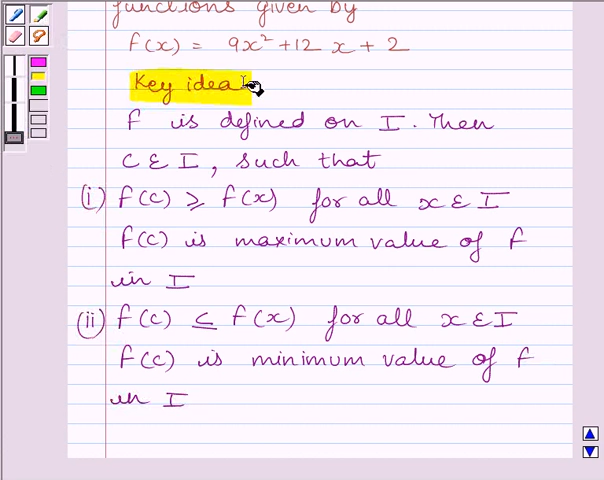 functions given by
f(x) = 9x² + 12 x + 2
Key idea
f is defined on I. Then
C ε I, such that
(i) f(c) ⩾ f(x) for all x ε I
f(c) is maximum value of f
in I
(ii) f(c) ≤ f(x) for all x ε I
f(c) is minimum value of f
in I